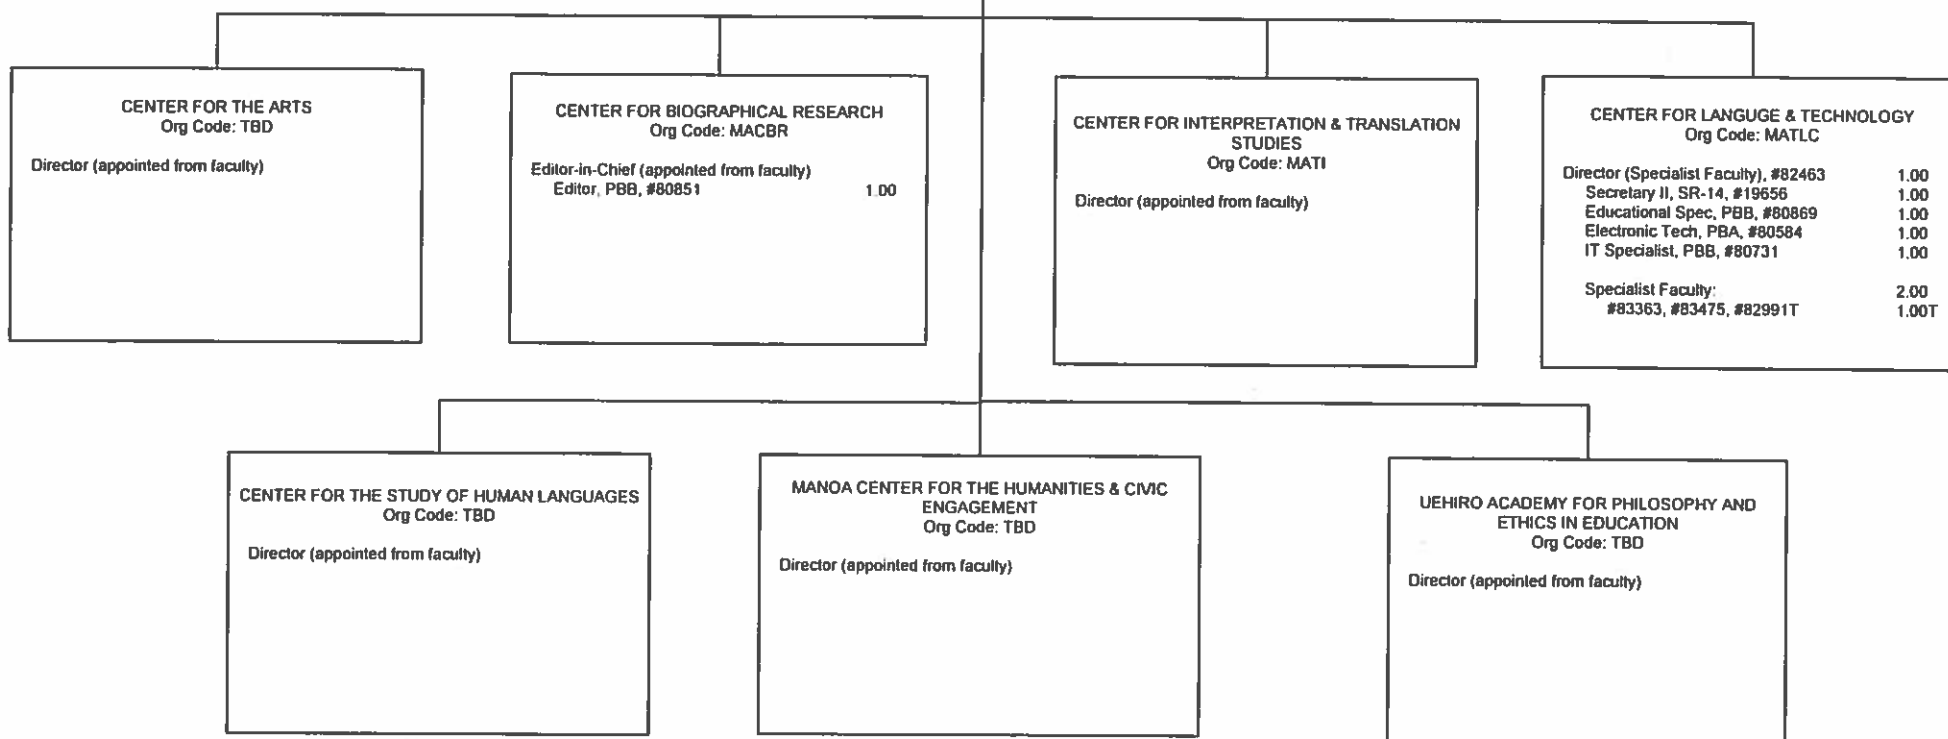 CENTER FOR THE ARTS
Org Code: TBD
Director (appointed from faculty)
CENTER FOR BIOGRAPHICAL RESEARCH
Org Code: MACBR
Editor-in-Chief (appointed from faculty)
Editor, PBB, #80851 1.00
CENTER FOR INTERPRETATION & TRANSLATION
STUDIES
Org Code: MATI
Director (appointed from faculty)
CENTER FOR LANGUGE & TECHNOLOGY
Org Code: MATLC
Director (Specialist Faculty), #82463 1.00
Secretary II, SR-14, #19656 1.00
Educational Spec, PBB, #80869 1.00
Electronic Tech, PBA, #80584 1.00
IT Specialist, PBB, #80731 1.00
Specialist Faculty: 2.00
#83363, #83475, #82991T 1.00T
CENTER FOR THE STUDY OF HUMAN LANGUAGES
Org Code: TBD
Director (appointed from faculty)
MANOA CENTER FOR THE HUMANITIES & CIVIC
ENGAGEMENT
Org Code: TBD
Director (appointed from faculty)
UEHIRO ACADEMY FOR PHILOSOPHY AND
ETHICS IN EDUCATION
Org Code: TBD
Director (appointed from faculty)